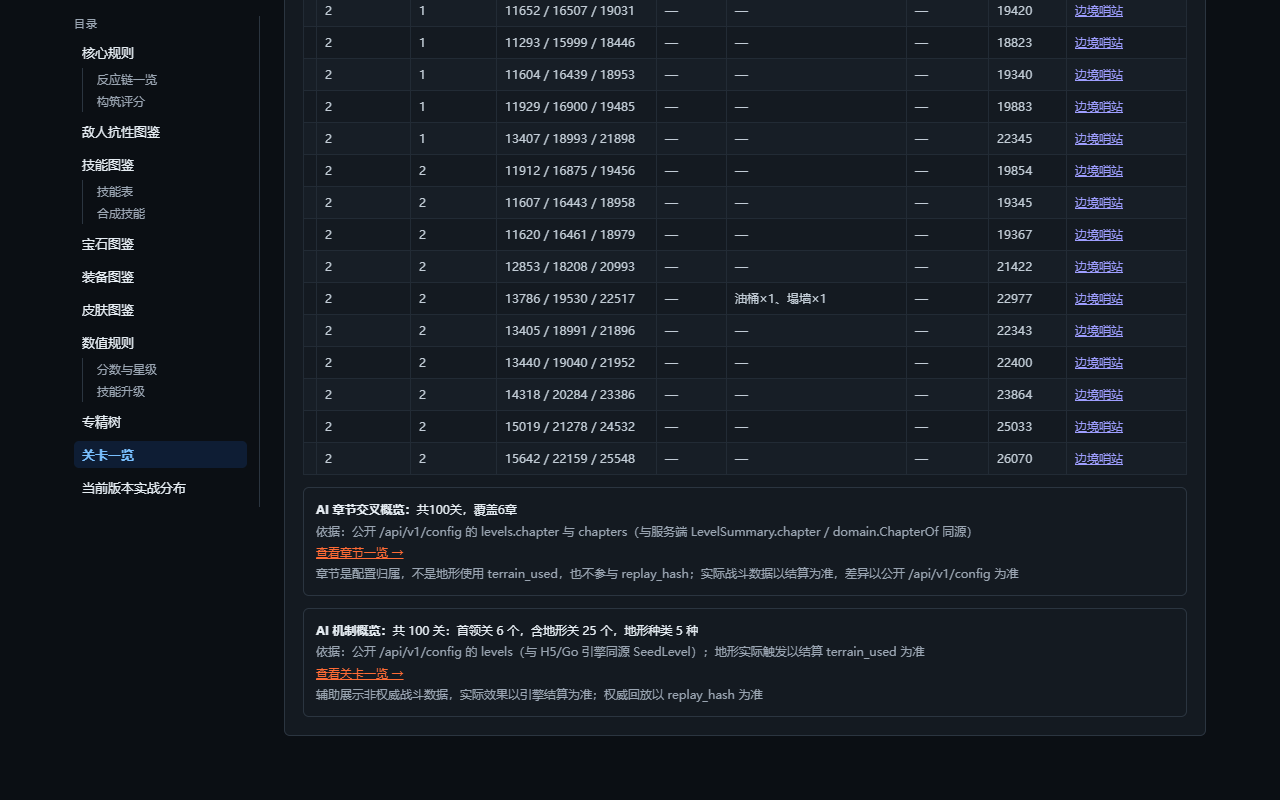 目录
核心规则
反应链一览
构筑评分
敌人抗性图鉴
技能图鉴
技能表
合成技能
宝石图鉴
装备图鉴
皮肤图鉴
数值规则
分数与星级
技能升级
专精树
关卡一览
当前版本实战分布
2 1 11652 / 16507 / 19031 — — — 19420 边境哨站
2 1 11293 / 15999 / 18446 — — — 18823 边境哨站
2 1 11604 / 16439 / 18953 — — — 19340 边境哨站
2 1 11929 / 16900 / 19485 — — — 19883 边境哨站
2 1 13407 / 18993 / 21898 — — — 22345 边境哨站
2 2 11912 / 16875 / 19456 — — — 19854 边境哨站
2 2 11607 / 16443 / 18958 — — — 19345 边境哨站
2 2 11620 / 16461 / 18979 — — — 19367 边境哨站
2 2 12853 / 18208 / 20993 — — — 21422 边境哨站
2 2 13786 / 19530 / 22517 — 油桶×1、塌墙×1 — 22977 边境哨站
2 2 13405 / 18991 / 21896 — — — 22343 边境哨站
2 2 13440 / 19040 / 21952 — — — 22400 边境哨站
2 2 14318 / 20284 / 23386 — — — 23864 边境哨站
2 2 15019 / 21278 / 24532 — — — 25033 边境哨站
2 2 15642 / 22159 / 25548 — — — 26070 边境哨站
AI 章节交叉概览：共100关，覆盖6章
依据：公开 /api/v1/config 的 levels.chapter 与 chapters（与服务端 LevelSummary.chapter / domain.ChapterOf 同源）
查看章节一览 →
章节是配置归属，不是地形使用 terrain_used，也不参与 replay_hash；实际战斗数据以结算为准，差异以公开 /api/v1/config 为准
AI 机制概览：共 100 关：首领关 6 个，含地形关 25 个，地形种类 5 种
依据：公开 /api/v1/config 的 levels（与 H5/Go 引擎同源 SeedLevel）；地形实际触发以结算 terrain_used 为准
查看关卡一览 →
辅助展示非权威战斗数据，实际效果以引擎结算为准；权威回放以 replay_hash 为准